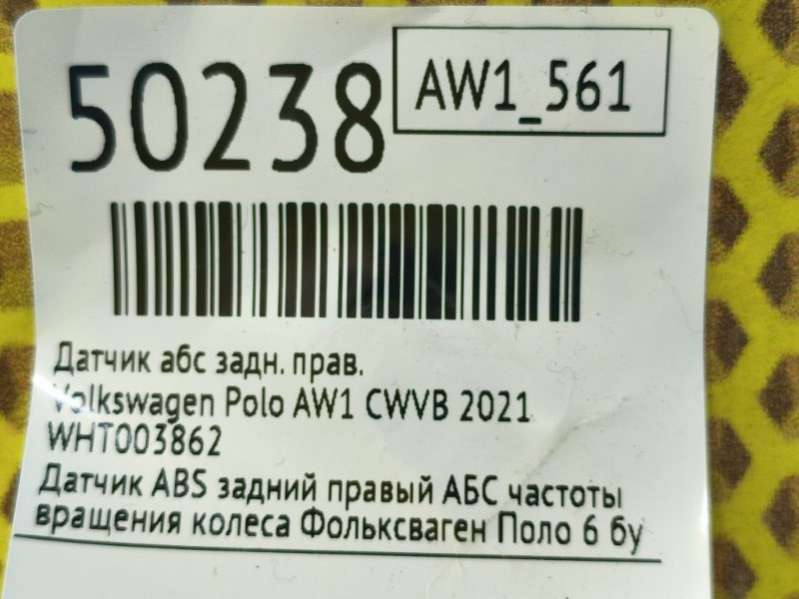 50238
AW1_561
Датчик абс задн. прав.
Volkswagen Polo AW1 CWVB 2021
WHT003862
Датчик ABS задний правый АБС частоты
вращения колеса Фольксваген Поло 6 бу